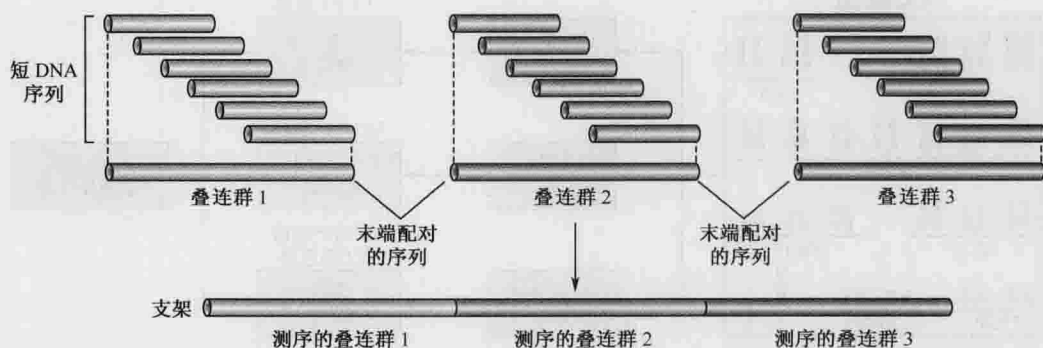 短 DNA
序列
叠连群 1
叠连群 2
叠连群 3
末端配对
的序列
末端配对
的序列
支架
测序的叠连群 1
测序的叠连群 2
测序的叠连群 3